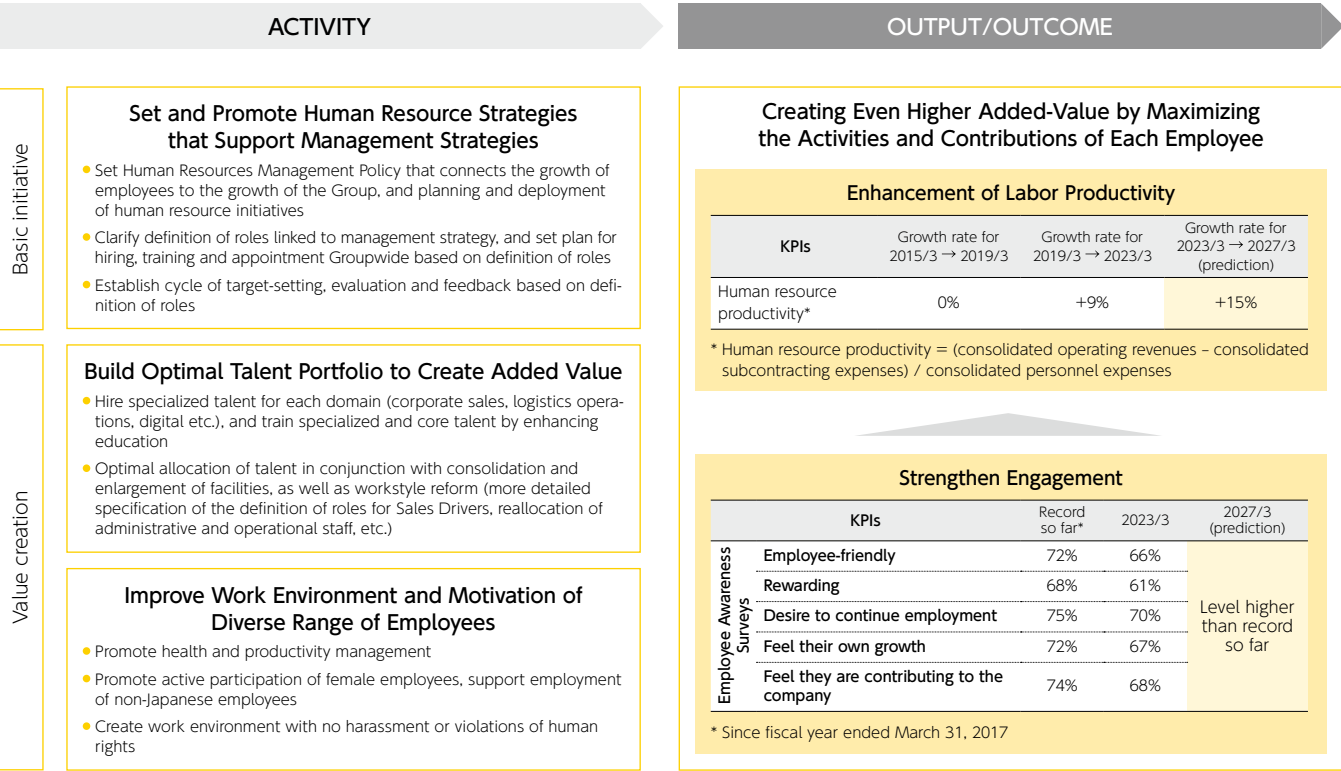 ACTIVITY
OUTPUT/OUTCOME
Basic initiative
Set and Promote Human Resource Strategies
that Support Management Strategies
Set Human Resources Management Policy that connects the growth of
employees to the growth of the Group, and planning and deployment
of human resource initiatives
Clarify definition of roles linked to management strategy, and set plan for
hiring, training and appointment Groupwide based on definition of roles
Establish cycle of target-setting, evaluation and feedback based on defi-
nition of roles
Value creation
Build Optimal Talent Portfolio to Create Added Value
Hire specialized talent for each domain (corporate sales, logistics opera-
tions, digital etc.), and train specialized and core talent by enhancing
education
Optimal allocation of talent in conjunction with consolidation and
enlargement of facilities, as well as workstyle reform (more detailed
specification of the definition of roles for Sales Drivers, reallocation of
administrative and operational staff, etc.)
Improve Work Environment and Motivation of
Diverse Range of Employees
Promote health and productivity management
Promote active participation of female employees, support employment
of non-Japanese employees
Create work environment with no harassment or violations of human
rights
Creating Even Higher Added-Value by Maximizing
the Activities and Contributions of Each Employee
Enhancement of Labor Productivity
KPIs
Growth rate for
2015/3 → 2019/3
Growth rate for
2019/3 → 2023/3
Growth rate for
2023/3 → 2027/3
(prediction)
Human resource
productivity*
0%
+9%
+15%
* Human resource productivity = (consolidated operating revenues – consolidated
subcontracting expenses) / consolidated personnel expenses
Strengthen Engagement
KPIs
Record
so far*
2023/3
2027/3
(prediction)
Employee Awareness
Surveys
Employee-friendly 72% 66%
Rewarding 68% 61%
Desire to continue employment 75% 70%
Feel their own growth 72% 67%
Feel they are contributing to the
company
74% 68%
Level higher
than record
so far
* Since fiscal year ended March 31, 2017